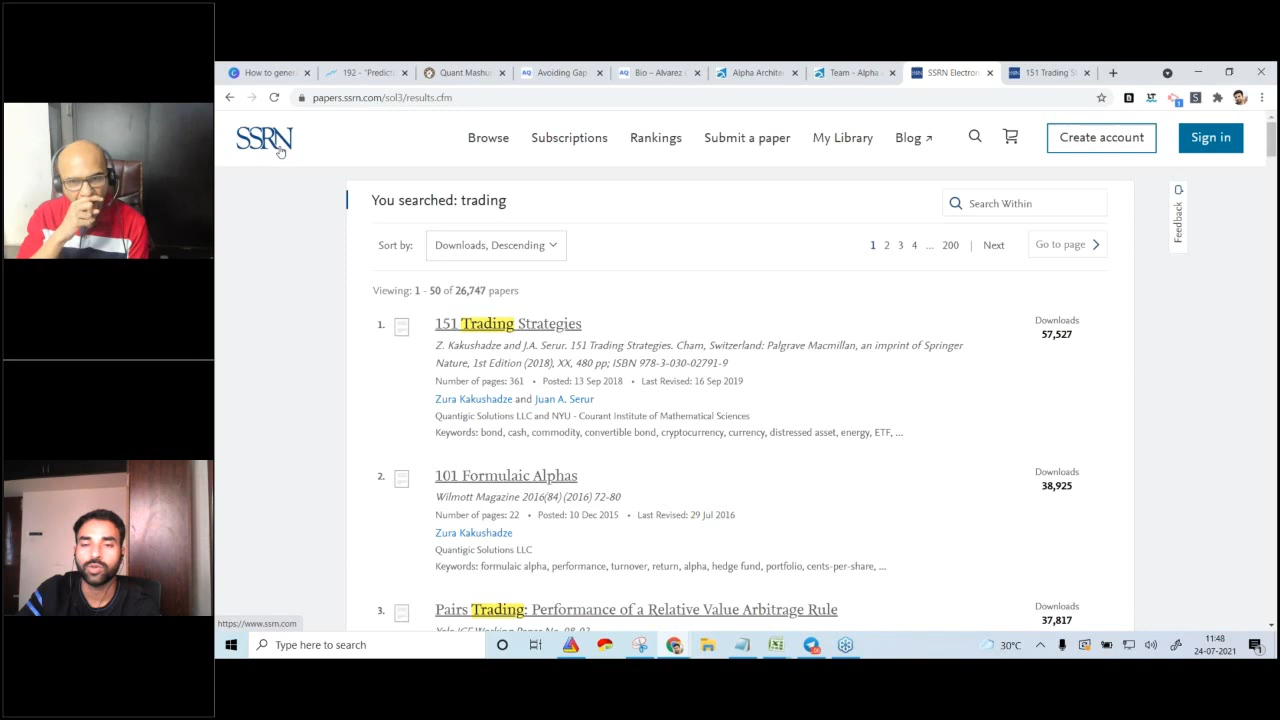 How to gener
192 - "Predict
Quant Mashu
Avoiding Gap
Bio – Alvarez
Alpha Archite
Team - Alpha
SSRN Electron
151 Trading S
papers.ssrn.com/sol3/results.cfm
SSRN
Browse
Subscriptions
Rankings
Submit a paper
My Library
Blog ↗
Create account
Sign in
Feedback
You searched: trading
Search Within
Sort by:
Downloads, Descending
1 2 3 4 ... 200 | Next
Go to page
Viewing: 1 - 50 of 26,747 papers
1.
151 Trading Strategies
Downloads
57,527
Z. Kakushadze and J.A. Serur. 151 Trading Strategies. Cham, Switzerland: Palgrave Macmillan, an imprint of Springer
Nature, 1st Edition (2018), XX, 480 pp; ISBN 978-3-030-02791-9
Number of pages: 361 • Posted: 13 Sep 2018 • Last Revised: 16 Sep 2019
Zura Kakushadze and Juan A. Serur
Quantigic Solutions LLC and NYU - Courant Institute of Mathematical Sciences
Keywords: bond, cash, commodity, convertible bond, cryptocurrency, currency, distressed asset, energy, ETF, ...
2.
101 Formulaic Alphas
Downloads
38,925
Wilmott Magazine 2016(84) (2016) 72-80
Number of pages: 22 • Posted: 10 Dec 2015 • Last Revised: 29 Jul 2016
Zura Kakushadze
Quantigic Solutions LLC
Keywords: formulaic alpha, performance, turnover, return, alpha, hedge fund, portfolio, cents-per-share, ...
3.
Pairs Trading: Performance of a Relative Value Arbitrage Rule
Downloads
37,817
https://www.ssrn.com
Type here to search
30°C
11:48
24-07-2021